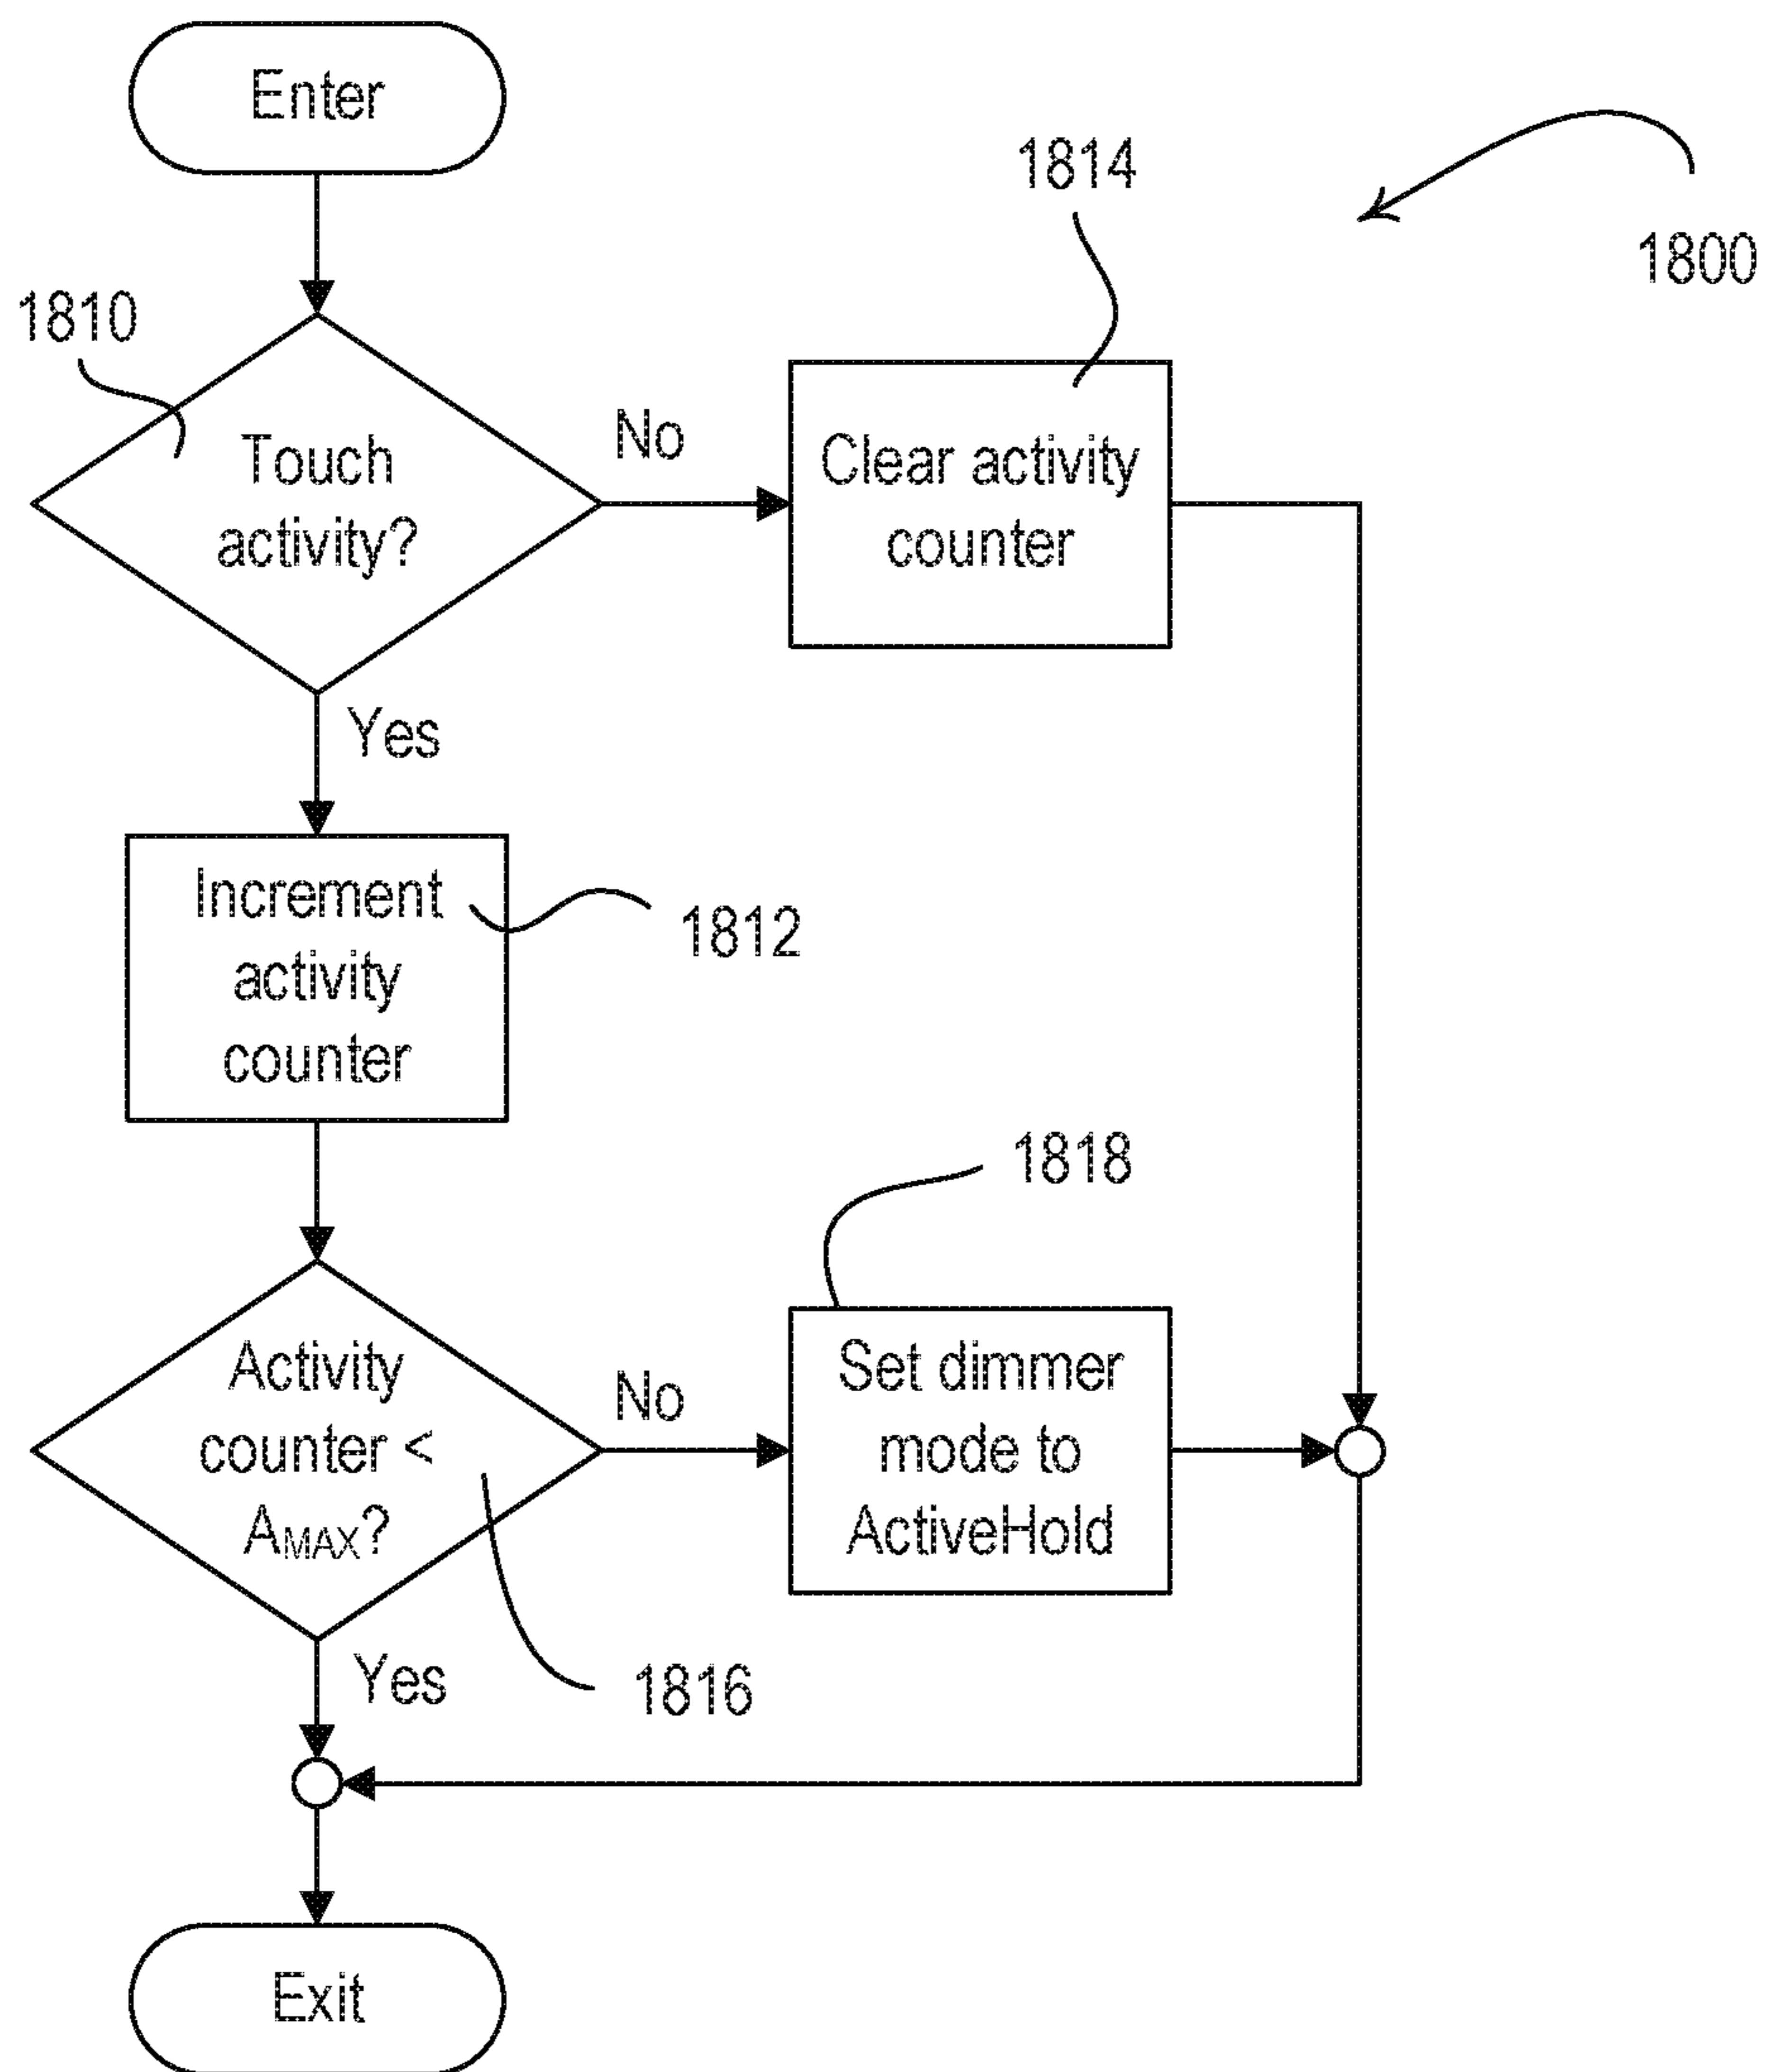 Enter
1814
1800
1810
Touch
activity?
No
Clear activity
counter
Yes
Increment
activity
counter
1812
1818
Activity
counter <
AMAX?
No
Set dimmer
mode to
ActiveHold
Yes
1816
Exit